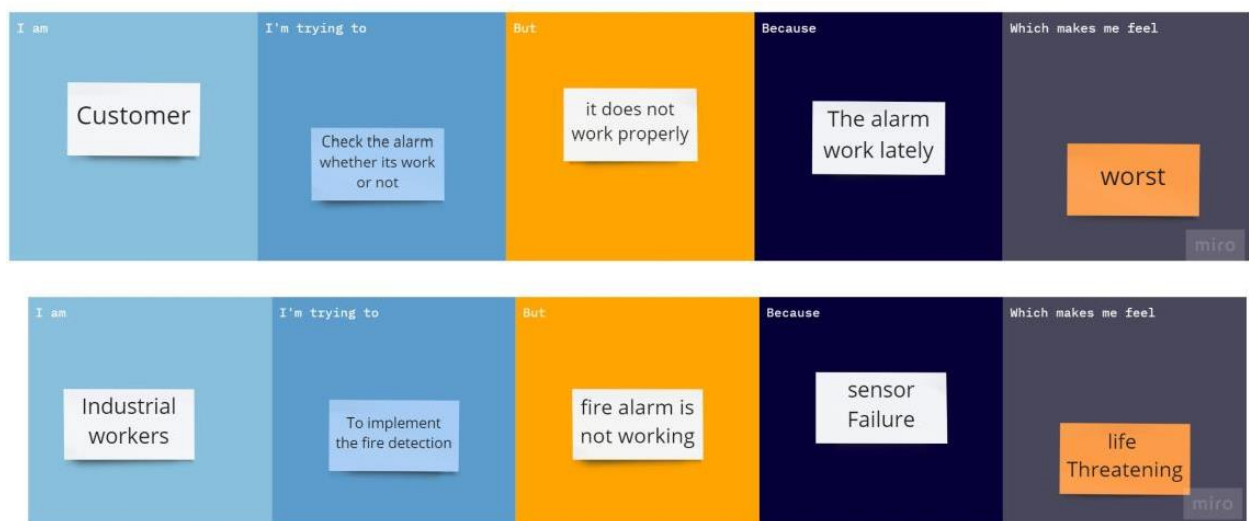 I am
I'm trying to
But
Because
Which makes me feel
Customer
Check the alarm
whether its work
or not
it does not
work properly
The alarm
work lately
worst
miro
I am
I'm trying to
But
Because
Which makes me feel
Industrial
workers
To implement
the fire detection
fire alarm is
not working
sensor
Failure
life
Threatening
miro